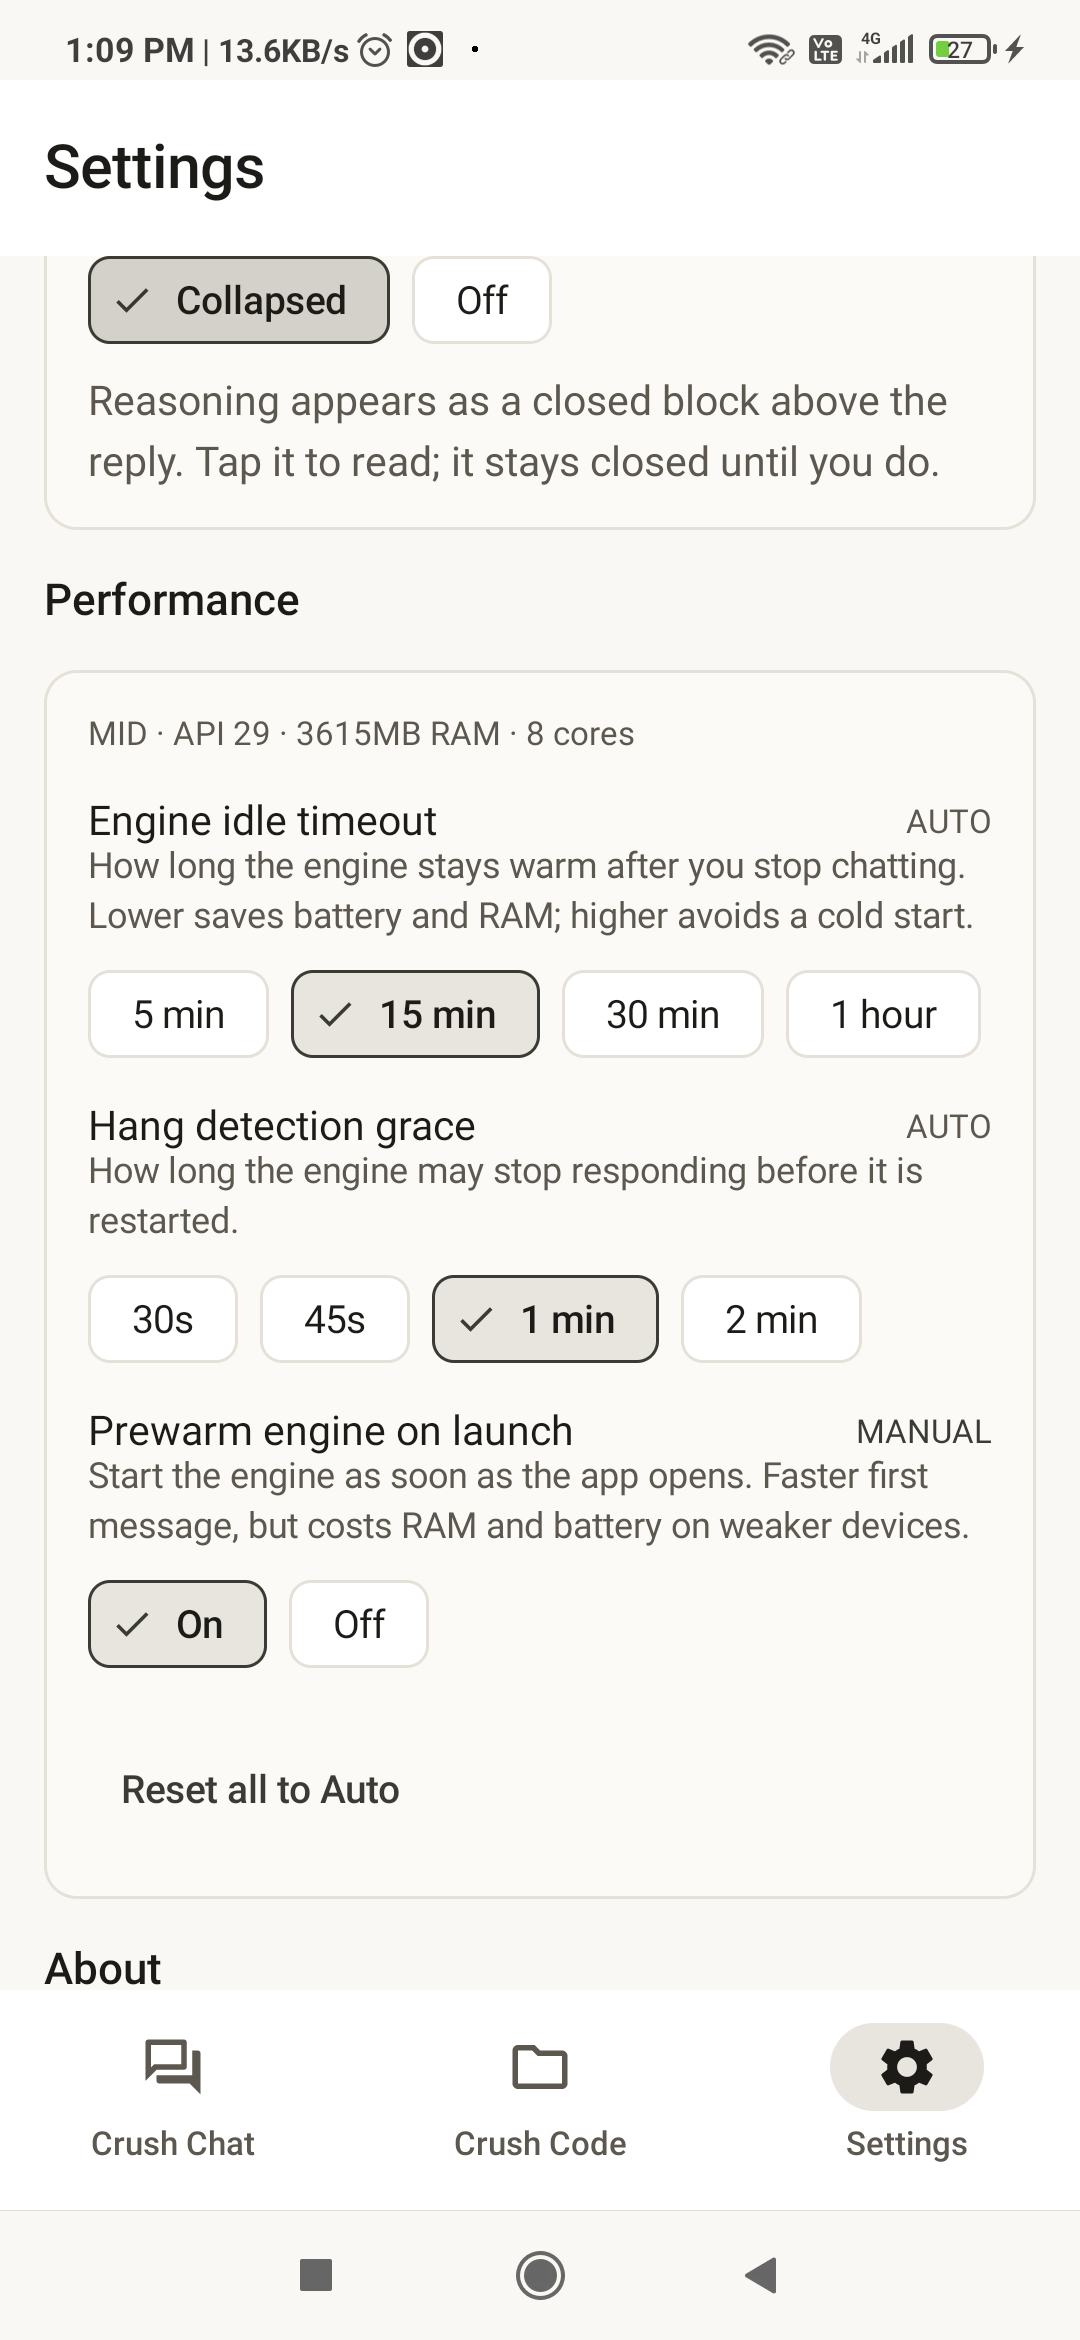 1:09 PM | 13.6KB/s
Vo LTE
4G
27
Settings
Collapsed
Off
Reasoning appears as a closed block above the
reply. Tap it to read; it stays closed until you do.
Performance
MID · API 29 · 3615MB RAM · 8 cores
Engine idle timeout
AUTO
How long the engine stays warm after you stop chatting.
Lower saves battery and RAM; higher avoids a cold start.
5 min
15 min
30 min
1 hour
Hang detection grace
AUTO
How long the engine may stop responding before it is
restarted.
30s
45s
1 min
2 min
Prewarm engine on launch
MANUAL
Start the engine as soon as the app opens. Faster first
message, but costs RAM and battery on weaker devices.
On
Off
Reset all to Auto
About
Crush Chat
Crush Code
Settings